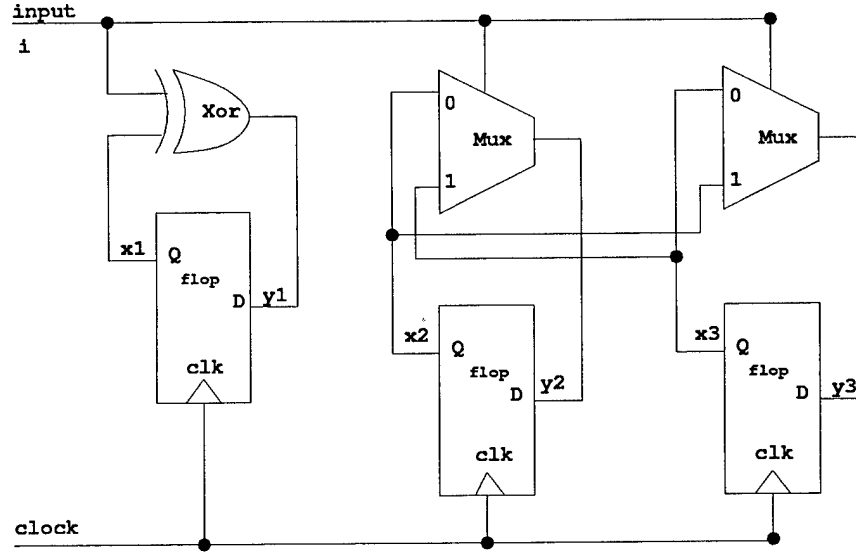 input
i
Xor
0
Mux
1
0
Mux
1
x1
Q
flop
D
y1
clk
x2
Q
flop
D
y2
clk
x3
Q
flop
D
y3
clk
clock